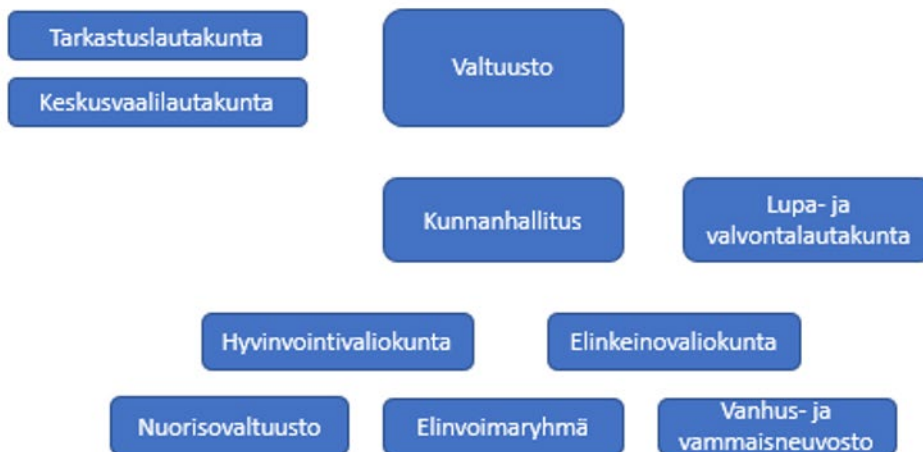 Tarkastuslautakunta
Valtuusto
Keskusvaalilautakunta
Kunnanhallitus
Lupa- ja
valvontalautakunta
Hyvinvointivaliokunta
Elinkeinovaliokunta
Nuorisovaltuusto
Elinvoimaryhmä
Vanhus- ja
vammaisneuvosto